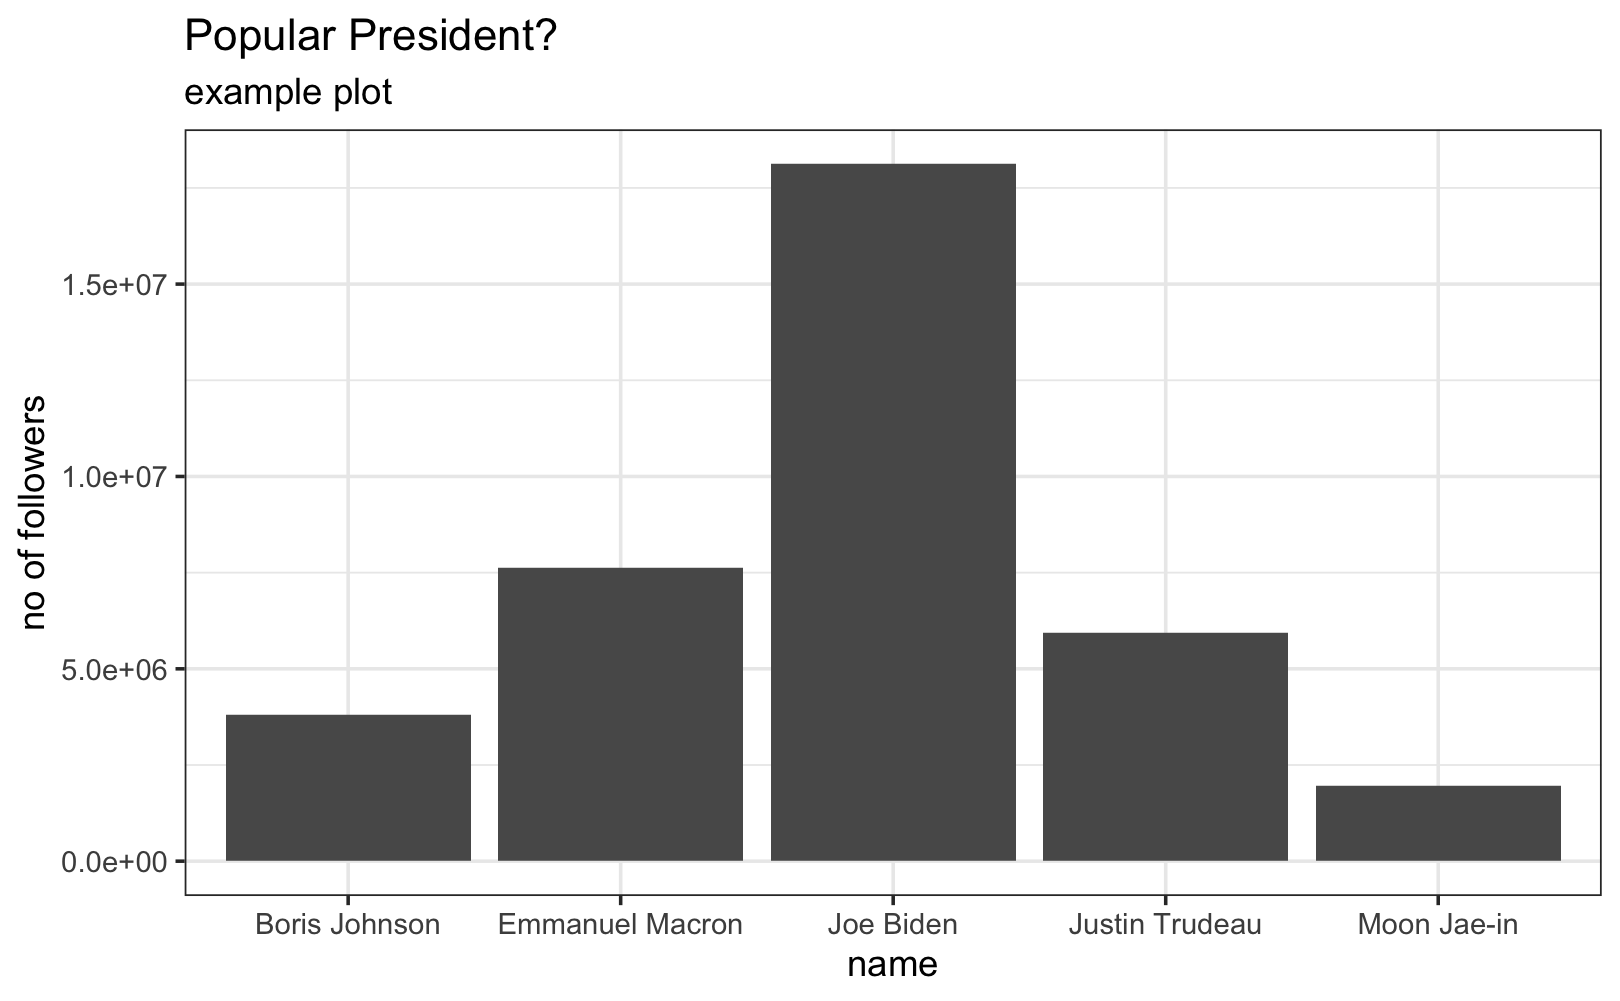 Popular President?
example plot
no of followers
1.5e+07
1.0e+07
5.0e+06
0.0e+00
Boris Johnson Emmanuel Macron Joe Biden Justin Trudeau Moon Jae-in
name